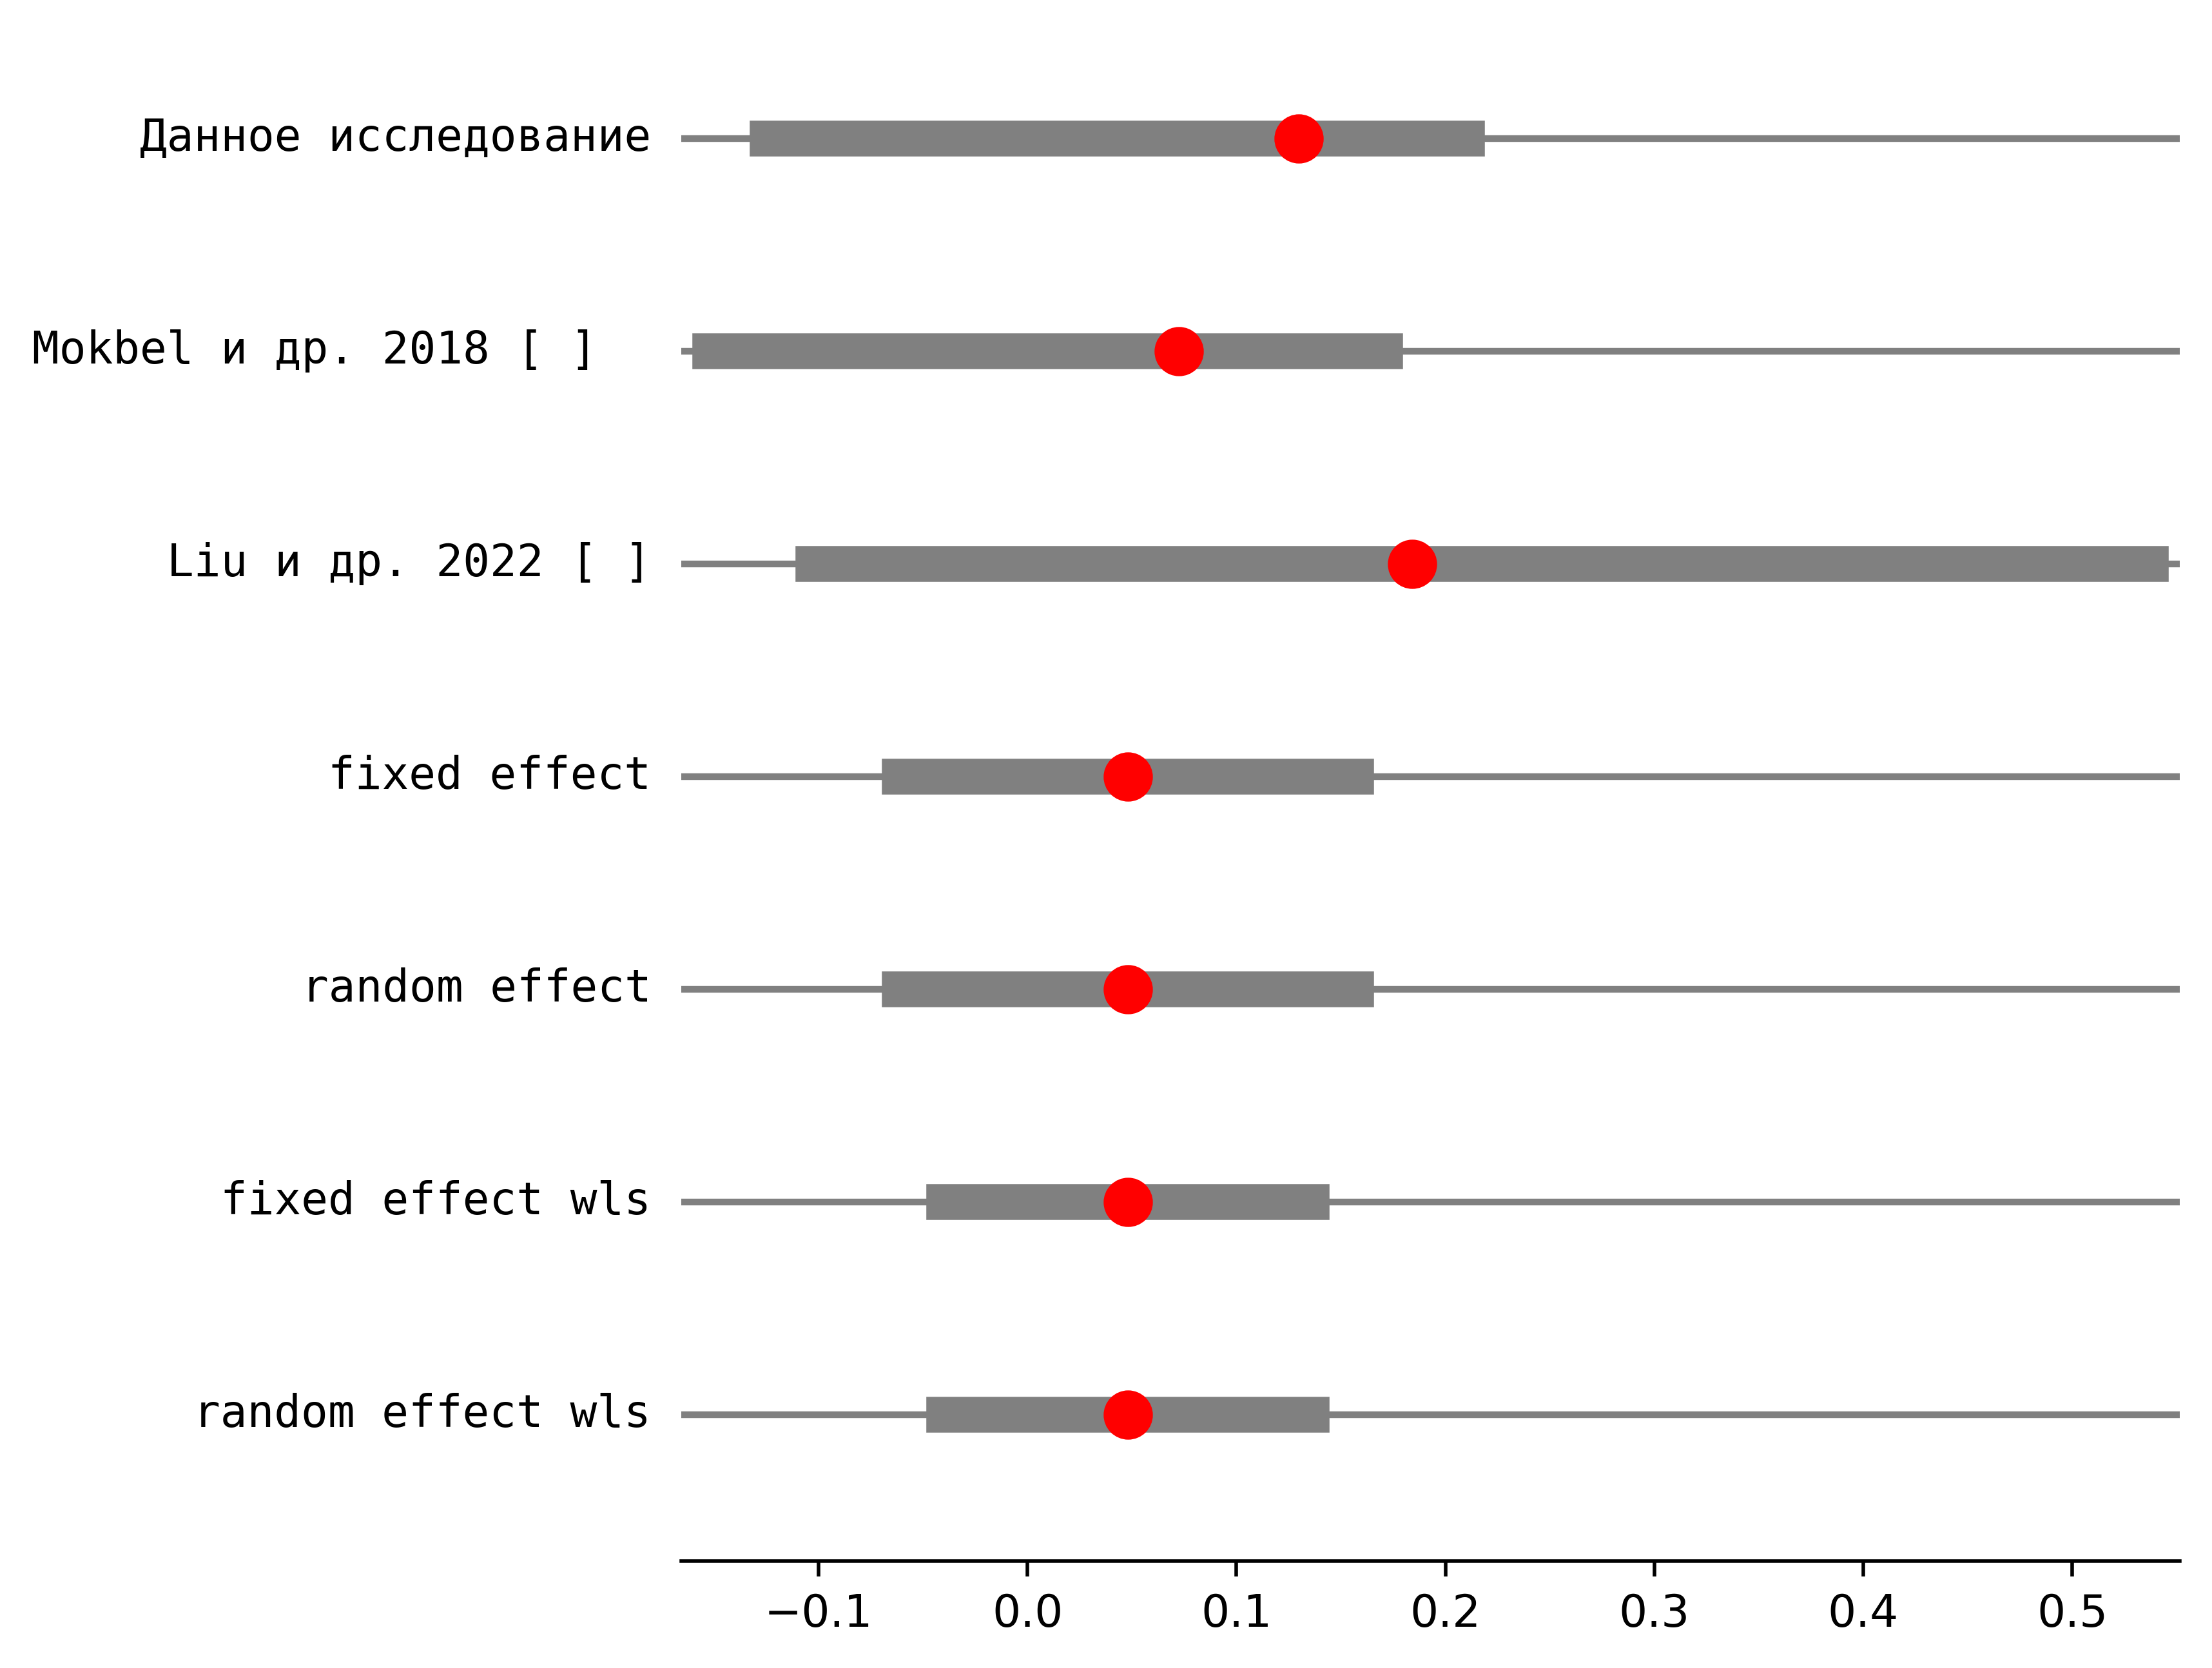 Данное исследование
Mokbel и др. 2018 [ ]
Liu и др. 2022 [ ]
fixed effect
random effect
fixed effect wls
random effect wls
−0.1 0.0 0.1 0.2 0.3 0.4 0.5